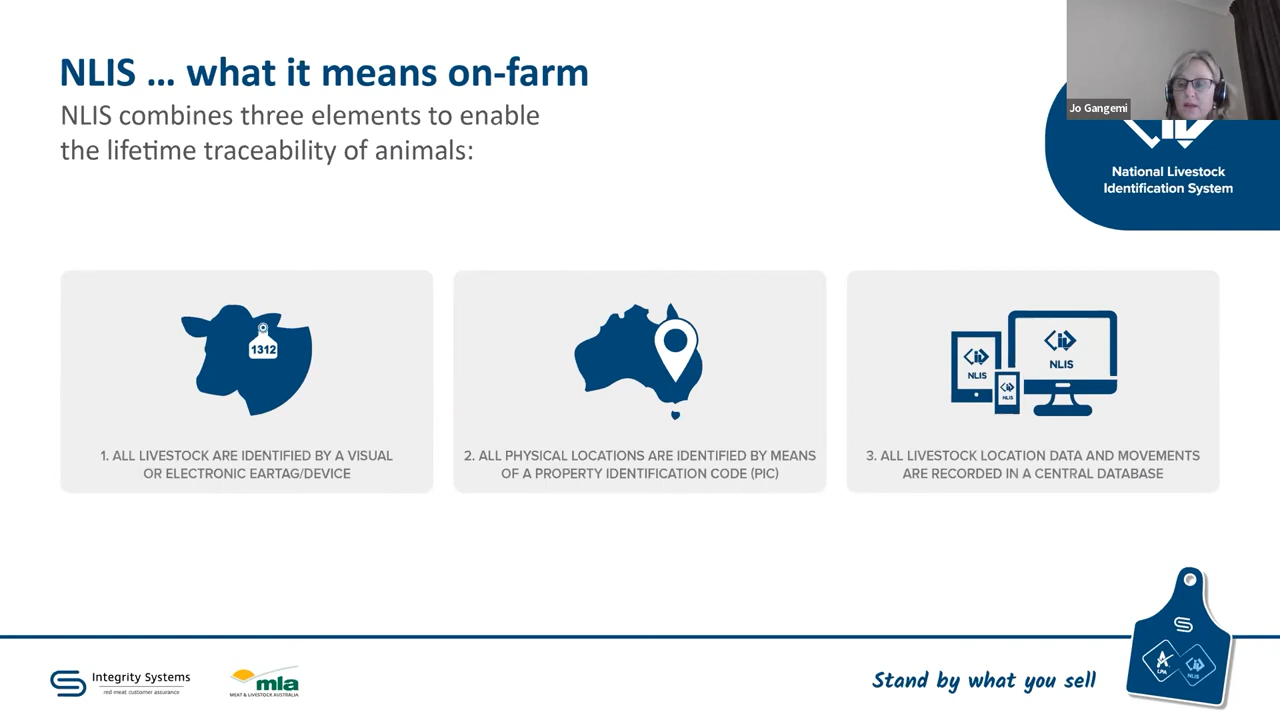 NLIS ... what it means on-farm
NLIS combines three elements to enable
the lifetime traceability of animals:
Jo Gangemi
National Livestock
Identification System
1312
1. ALL LIVESTOCK ARE IDENTIFIED BY A VISUAL
OR ELECTRONIC EARTAG/DEVICE
2. ALL PHYSICAL LOCATIONS ARE IDENTIFIED BY MEANS
OF A PROPERTY IDENTIFICATION CODE (PIC)
NLIS
NLIS
NLIS
3. ALL LIVESTOCK LOCATION DATA AND MOVEMENTS
ARE RECORDED IN A CENTRAL DATABASE
Integrity Systems
red meat customer assurance
mla
MEAT & LIVESTOCK AUSTRALIA
Stand by what you sell
LPA
NLIS